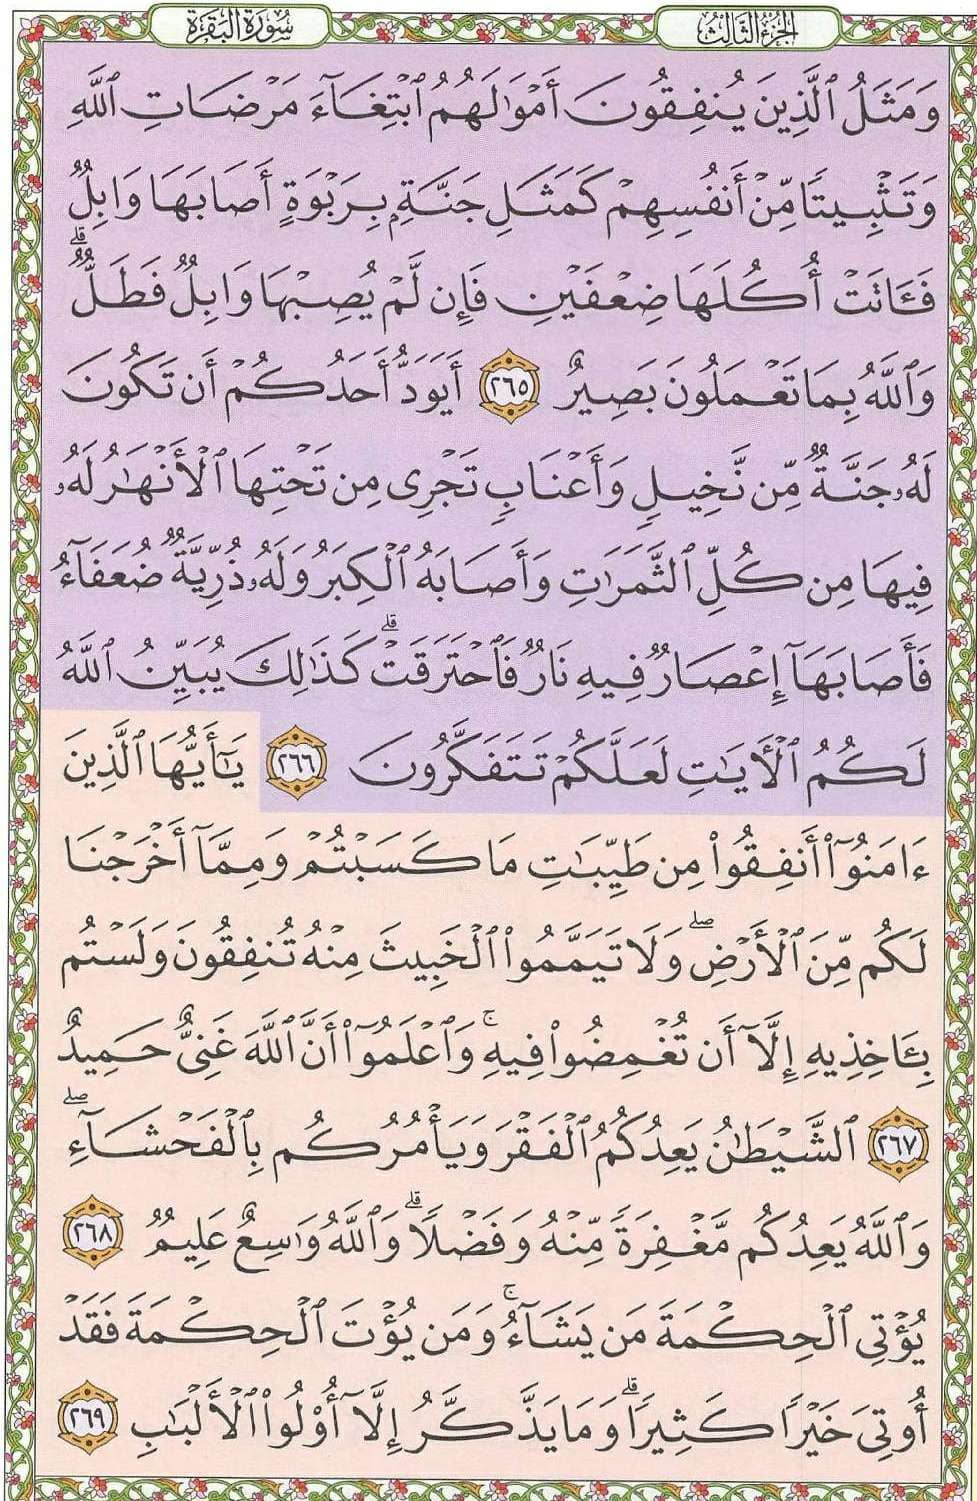 الجزء الثالث
سورة البقرة
وَمَثَلُ ٱلَّذِينَ يُنفِقُونَ أَمْوَٰلَهُمُ ٱبْتِغَآءَ مَرْضَاتِ ٱللَّهِ
وَتَثْبِيتًا مِّنْ أَنفُسِهِمْ كَمَثَلِ جَنَّةٍۭ بِرَبْوَةٍ أَصَابَهَا وَابِلٌ
فَـَٔاتَتْ أُكُلَهَا ضِعْفَيْنِ فَإِن لَّمْ يُصِبْهَا وَابِلٌ فَطَلٌّ ۗ
وَٱللَّهُ بِمَا تَعْمَلُونَ بَصِيرٌ ٢٦٥ أَيَوَدُّ أَحَدُكُمْ أَن تَكُونَ
لَهُۥ جَنَّةٌ مِّن نَّخِيلٍ وَأَعْنَابٍ تَجْرِى مِن تَحْتِهَا ٱلْأَنْهَٰرُ لَهُۥ
فِيهَا مِن كُلِّ ٱلثَّمَرَٰتِ وَأَصَابَهُ ٱلْكِبَرُ وَلَهُۥ ذُرِّيَّةٌ ضُعَفَآءُ
فَأَصَابَهَآ إِعْصَارٌ فِيهِ نَارٌ فَٱحْتَرَقَتْ ۗ كَذَٰلِكَ يُبَيِّنُ ٱللَّهُ
لَكُمُ ٱلْـَٔايَٰتِ لَعَلَّكُمْ تَتَفَكَّرُونَ ٢٦٦ يَٰٓأَيُّهَا ٱلَّذِينَ
ءَامَنُوٓا۟ أَنفِقُوا۟ مِن طَيِّبَٰتِ مَا كَسَبْتُمْ وَمِمَّآ أَخْرَجْنَا
لَكُم مِّنَ ٱلْأَرْضِ ۖ وَلَا تَيَمَّمُوا۟ ٱلْخَبِيثَ مِنْهُ تُنفِقُونَ وَلَسْتُم
بِـَٔاخِذِيهِ إِلَّآ أَن تُغْمِضُوا۟ فِيهِ ۚ وَٱعْلَمُوٓا۟ أَنَّ ٱللَّهَ غَنِىٌّ حَمِيدٌ
٢٦٧ ٱلشَّيْطَٰنُ يَعِدُكُمُ ٱلْفَقْرَ وَيَأْمُرُكُم بِٱلْفَحْشَآءِ ۖ
وَٱللَّهُ يَعِدُكُم مَّغْفِرَةً مِّنْهُ وَفَضْلًا ۗ وَٱللَّهُ وَٰسِعٌ عَلِيمٌ ٢٦٨
يُؤْتِى ٱلْحِكْمَةَ مَن يَشَآءُ ۚ وَمَن يُؤْتَ ٱلْحِكْمَةَ فَقَدْ
أُوتِىَ خَيْرًا كَثِيرًا ۗ وَمَا يَذَّكَّرُ إِلَّآ أُو۟لُوا۟ ٱلْأَلْبَٰبِ ٢٦٩